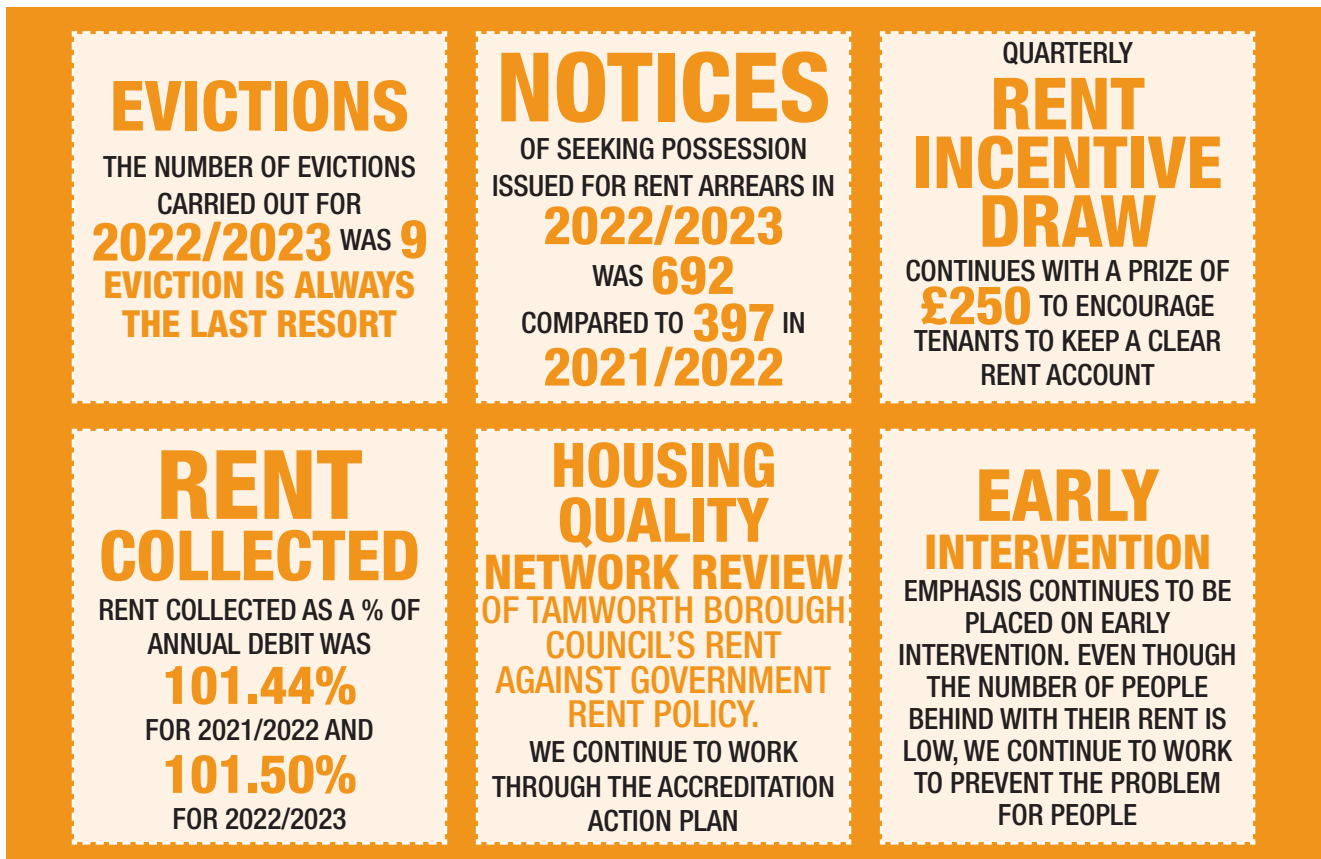 EVICTIONS
THE NUMBER OF EVICTIONS
CARRIED OUT FOR
2022/2023 WAS 9
EVICTION IS ALWAYS
THE LAST RESORT
NOTICES
OF SEEKING POSSESSION
ISSUED FOR RENT ARREARS IN
2022/2023
WAS 692
COMPARED TO 397 IN
2021/2022
QUARTERLY
RENT
INCENTIVE
DRAW
CONTINUES WITH A PRIZE OF
£250 TO ENCOURAGE
TENANTS TO KEEP A CLEAR
RENT ACCOUNT
RENT
COLLECTED
RENT COLLECTED AS A % OF
ANNUAL DEBIT WAS
101.44%
FOR 2021/2022 AND
101.50%
FOR 2022/2023
HOUSING
QUALITY
NETWORK REVIEW
OF TAMWORTH BOROUGH
COUNCIL'S RENT
AGAINST GOVERNMENT
RENT POLICY.
WE CONTINUE TO WORK
THROUGH THE ACCREDITATION
ACTION PLAN
EARLY
INTERVENTION
EMPHASIS CONTINUES TO BE
PLACED ON EARLY
INTERVENTION. EVEN THOUGH
THE NUMBER OF PEOPLE
BEHIND WITH THEIR RENT IS
LOW, WE CONTINUE TO WORK
TO PREVENT THE PROBLEM
FOR PEOPLE